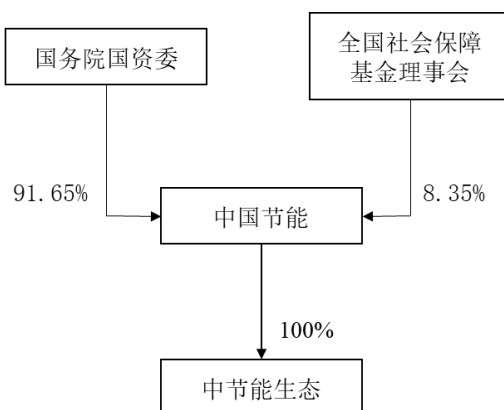 国务院国资委
全国社会保障
基金理事会
91.65%
8.35%
中国节能
100%
中节能生态